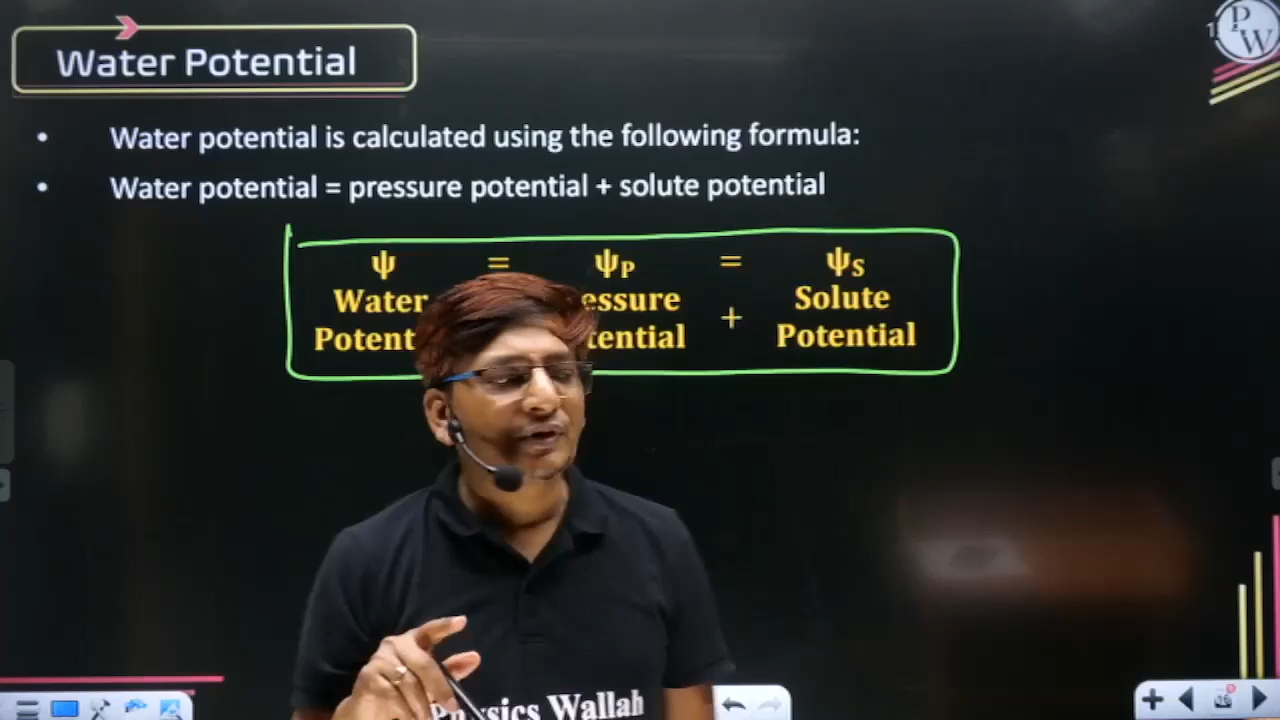 Water Potential
P
W
• Water potential is calculated using the following formula:
• Water potential = pressure potential + solute potential
ψ = ψP = ψS
Water essure + Solute
Potent tential Potential
Physics Wallah